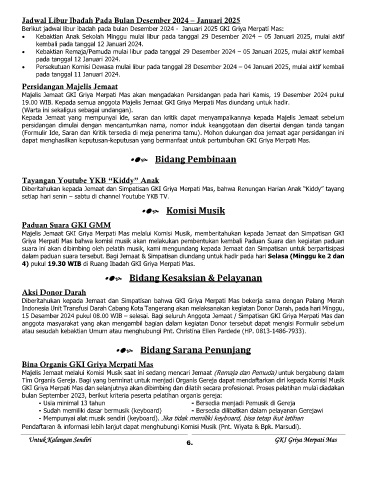 Jadwal Libur Ibadah Pada Bulan Desember 2024 – Januari 2025
Berikut jadwal libur ibadah pada bulan Desember 2024 - Januari 2025 GKI Griya Merpati Mas:
• Kebaktian Anak Sekolah Minggu mulai libur pada tanggal 29 Desember 2024 – 05 Januari 2025, mulai aktif
kembali pada tanggal 12 Januari 2024.
• Kebaktian Remaja/Pemuda mulai libur pada tanggal 29 Desember 2024 – 05 Januari 2025, mulai aktif kembali
pada tanggal 12 Januari 2024.
• Persekutuan Komisi Dewasa mulai libur pada tanggal 28 Desember 2024 – 04 Januari 2025, mulai aktif kembali
pada tanggal 11 Januari 2024.
Persidangan Majelis Jemaat
Majelis Jemaat GKI Griya Merpati Mas akan mengadakan Persidangan pada hari Kamis, 19 Desember 2024 pukul
19.00 WIB. Kepada semua anggota Majelis Jemaat GKI Griya Merpati Mas diundang untuk hadir.
(Warta ini sekaligus sebagai undangan).
Kepada Jemaat yang mempunyai ide, saran dan kritik dapat menyampaikannya kepada Majelis Jemaat sebelum
persidangan dimulai dengan mencantumkan nama, nomor induk keanggotaan dan disertai dengan tanda tangan
(Formulir Ide, Saran dan Kritik tersedia di meja penerima tamu). Mohon dukungan doa jemaat agar persidangan ini
dapat menghasilkan keputusan-keputusan yang bermanfaat untuk pertumbuhan GKI Griya Merpati Mas.
Bidang Pembinaan
Tayangan Youtube YKB "Kiddy" Anak
Diberitahukan kepada Jemaat dan Simpatisan GKI Griya Merpati Mas, bahwa Renungan Harian Anak "Kiddy" tayang
setiap hari senin – sabtu di channel Youtube YKB TV.
Komisi Musik
Paduan Suara GKI GMM
Majelis Jemaat GKI Griya Merpati Mas melalui Komisi Musik, memberitahukan kepada Jemaat dan Simpatisan GKI
Griya Merpati Mas bahwa komisi musik akan melakukan pembentukan kembali Paduan Suara dan kegiatan paduan
suara ini akan dibimbing oleh pelatih musik, kami mengundang kepada Jemaat dan Simpatisan untuk berpartisipasi
dalam paduan suara tersebut. Bagi Jemaat & Simpatisan diundang untuk hadir pada hari Selasa (Minggu ke 2 dan
4) pukul 19.30 WIB di Ruang Ibadah GKI Griya Merpati Mas.
Bidang Kesaksian & Pelayanan
Aksi Donor Darah
Diberitahukan kepada Jemaat dan Simpatisan bahwa GKI Griya Merpati Mas bekerja sama dengan Palang Merah
Indonesia Unit Transfusi Darah Cabang Kota Tangerang akan melaksanakan kegiatan Donor Darah, pada hari Minggu,
15 Desember 2024 pukul 08.00 WIB – selesai. Bagi seluruh Anggota Jemaat / Simpatisan GKI Griya Merpati Mas dan
anggota masyarakat yang akan mengambil bagian dalam kegiatan Donor tersebut dapat mengisi Formulir sebelum
atau sesudah kebaktian Umum atau menghubungi Pnt. Christina Ellen Pardede (HP. 0813-1486-7933).
Bidang Sarana Penunjang
Bina Organis GKI Griya Merpati Mas
Majelis Jemaat melalui Komisi Musik saat ini sedang mencari Jemaat (Remaja dan Pemuda) untuk bergabung dalam
Tim Organis Gereja. Bagi yang berminat untuk menjadi Organis Gereja dapat mendaftarkan diri kepada Komisi Musik
GKI Griya Merpati Mas dan selanjutnya akan dibimbing dan dilatih secara profesional. Proses pelatihan mulai diadakan
bulan September 2023, berikut kriteria peserta pelatihan organis gereja:
- Usia minimal 13 tahun - Bersedia menjadi Pemusik di Gereja
- Sudah memiliki dasar bermusik (keyboard) - Bersedia dilibatkan dalam pelayanan Gerejawi
- Mempunyai alat musik sendiri (keyboard). Jika tidak memiliki keyboard, bisa tetap ikut latihan
Pendaftaran & informasi lebih lanjut dapat menghubungi Komisi Musik (Pnt. Wiyata & Bpk. Marsudi).
Untuk Kalangan Sendiri 6. GKI Griya Merpati Mas